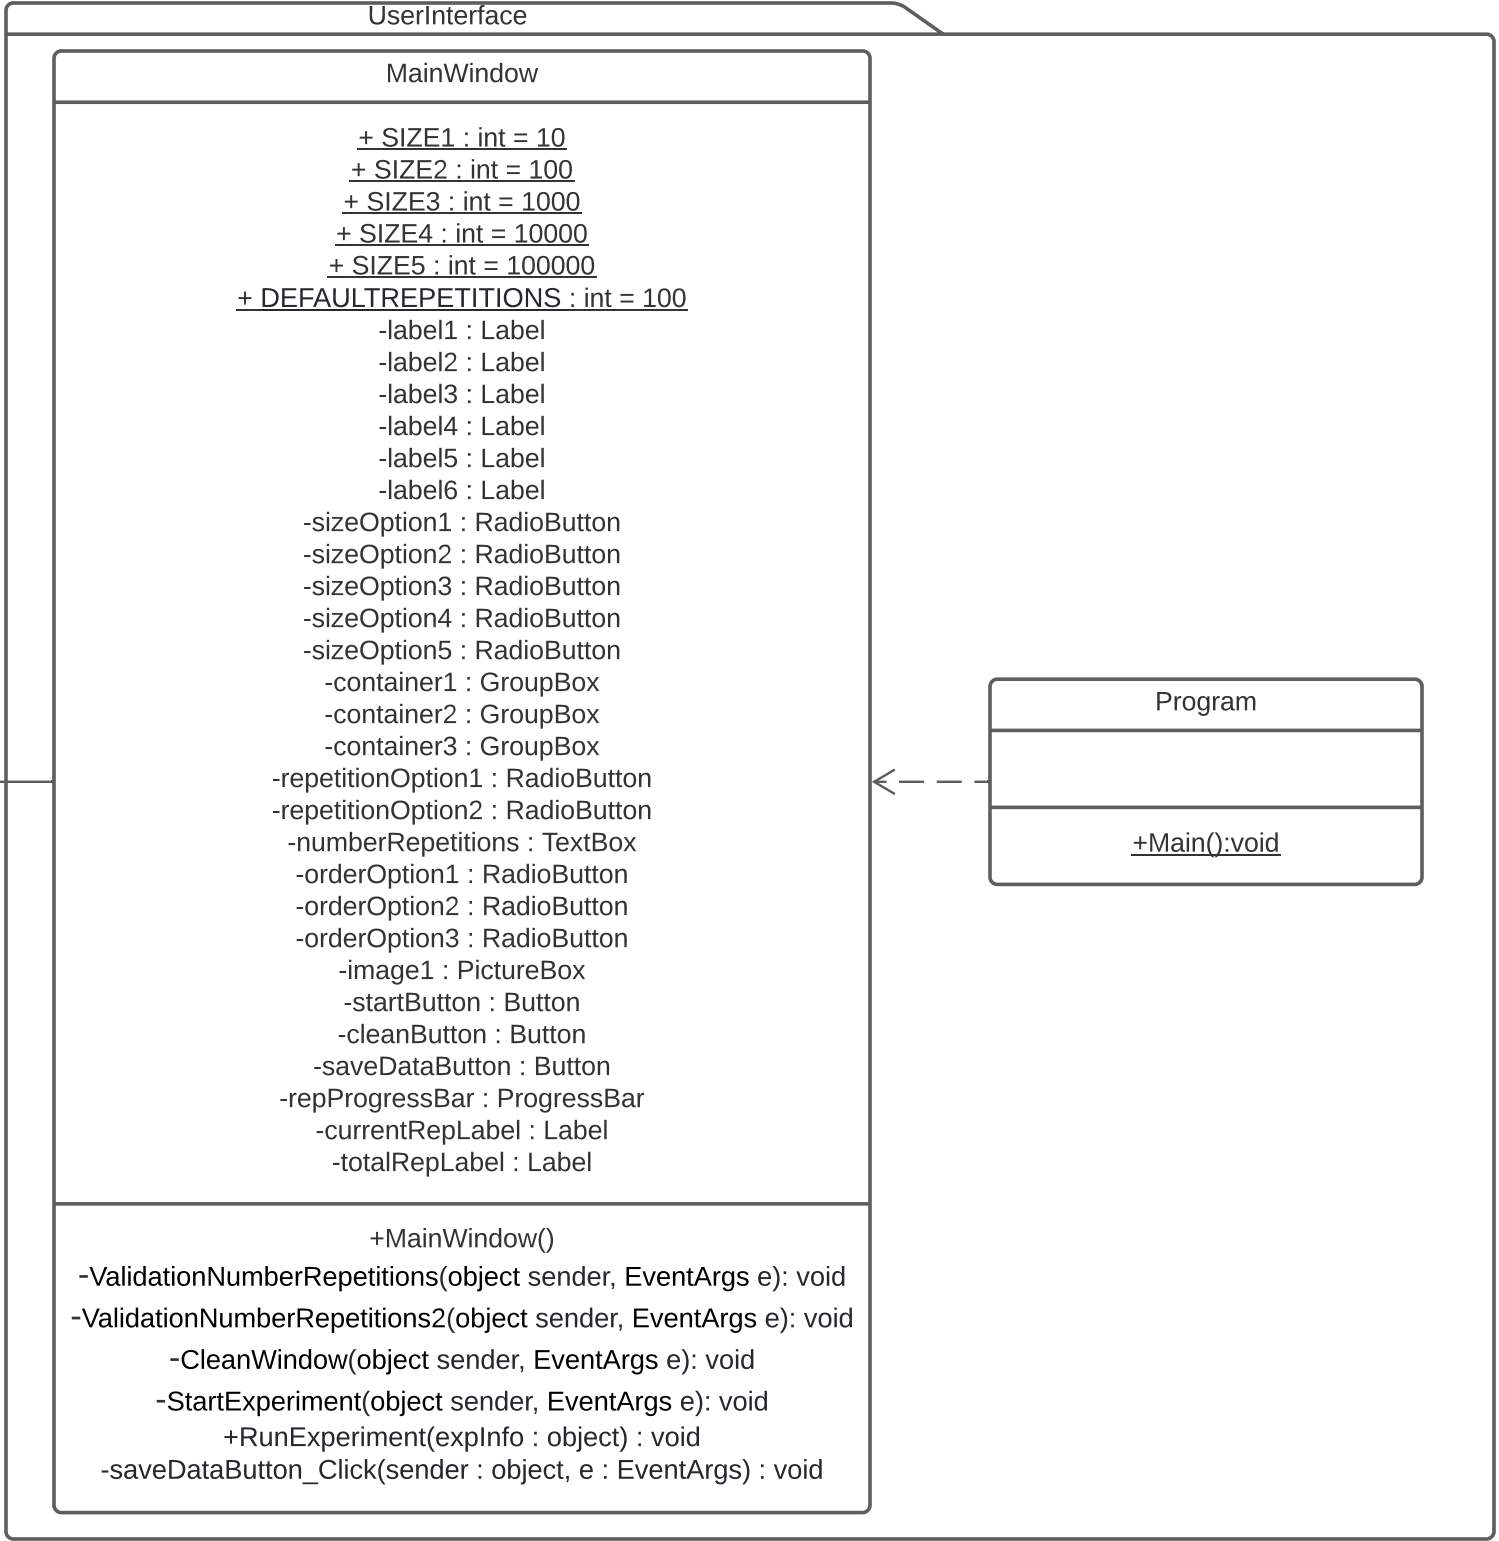 UserInterface
MainWindow
+ SIZE1 : int = 10
+ SIZE2 : int = 100
+ SIZE3 : int = 1000
+ SIZE4 : int = 10000
+ SIZE5 : int = 100000
+ DEFAULTREPETITIONS : int = 100
-label1 : Label
-label2 : Label
-label3 : Label
-label4 : Label
-label5 : Label
-label6 : Label
-sizeOption1 : RadioButton
-sizeOption2 : RadioButton
-sizeOption3 : RadioButton
-sizeOption4 : RadioButton
-sizeOption5 : RadioButton
-container1 : GroupBox
-container2 : GroupBox
-container3 : GroupBox
-repetitionOption1 : RadioButton
-repetitionOption2 : RadioButton
-numberRepetitions : TextBox
-orderOption1 : RadioButton
-orderOption2 : RadioButton
-orderOption3 : RadioButton
-image1 : PictureBox
-startButton : Button
-cleanButton : Button
-saveDataButton : Button
-repProgressBar : ProgressBar
-currentRepLabel : Label
-totalRepLabel : Label
+MainWindow()
-ValidationNumberRepetitions(object sender, EventArgs e): void
-ValidationNumberRepetitions2(object sender, EventArgs e): void
-CleanWindow(object sender, EventArgs e): void
-StartExperiment(object sender, EventArgs e): void
+RunExperiment(expInfo : object) : void
-saveDataButton_Click(sender : object, e : EventArgs) : void
Program
+Main():void